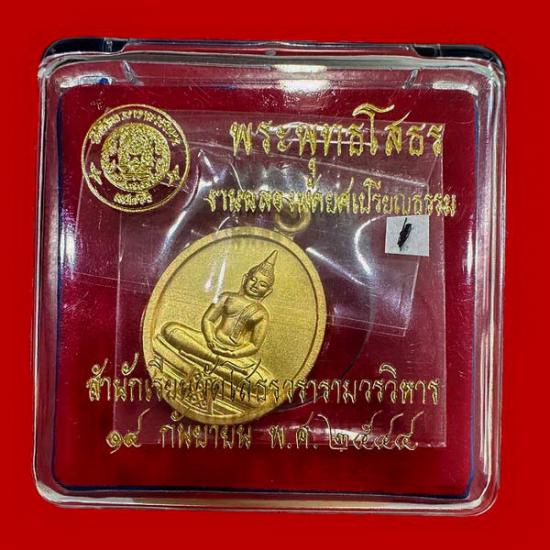 พระพุทธโสธร
งานฉลองพัดยศเปรียญธรรม
สำนักเรียนวัดโสธรวรารามวรวิหาร
๑๙ กันยายน พ.ศ. ๒๕๔๔